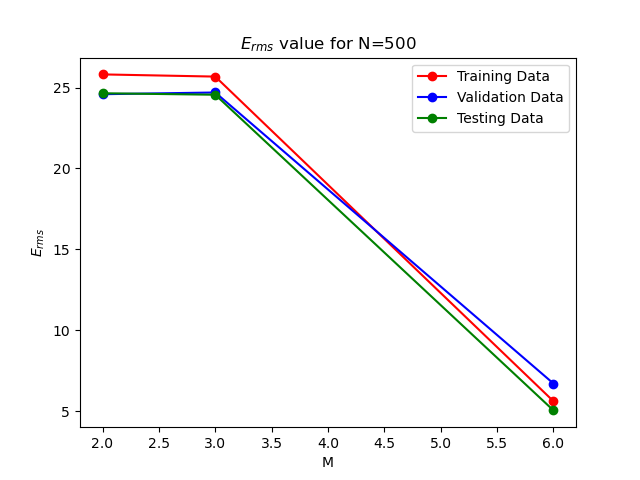 E_rms value for N=500
Training Data
Validation Data
Testing Data
E_rms
25
20
15
10
5
2.0 2.5 3.0 3.5 4.0 4.5 5.0 5.5 6.0
M